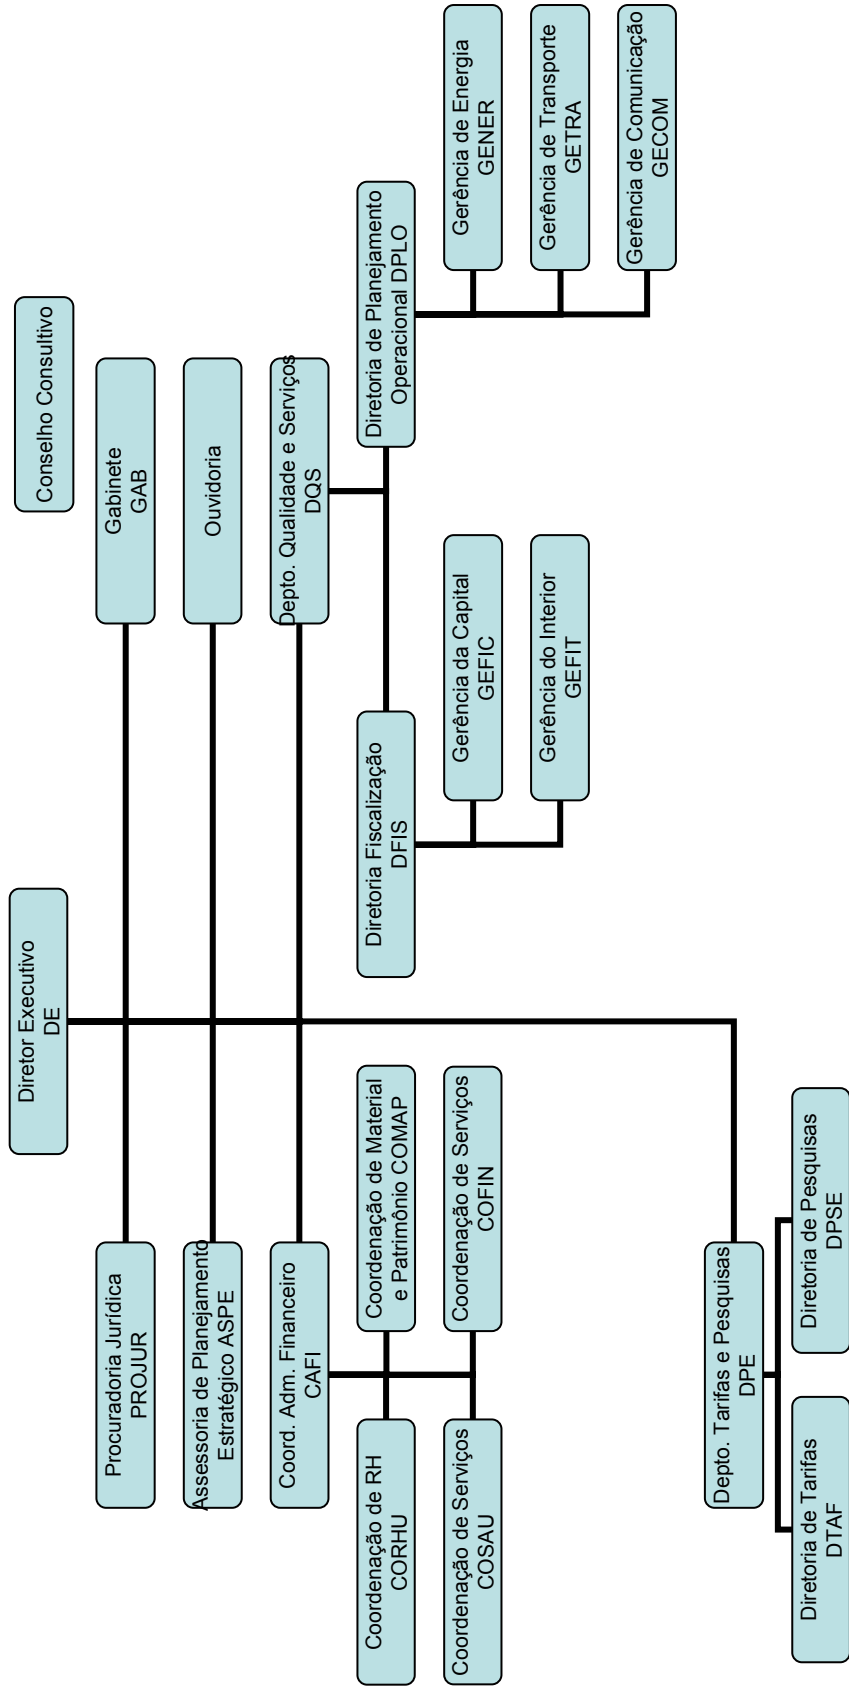 Conselho Consultivo
Diretor Executivo
DE
Procuradoria Jurídica
PROJUR
Gabinete
GAB
Assessoria de Planejamento
Estratégico ASPE
Ouvidoria
Coord. Adm. Financeiro
CAFI
Depto. Qualidade e Serviços
DQS
Coordenação de RH
CORHU
Coordenação de Material
e Patrimônio COMAP
Diretoria Fiscalização
DFIS
Diretoria de Planejamento
Operacional DPLO
Coordenação de Serviços
COSAU
Coordenação de Serviços
COFIN
Gerência da Capital
GEFIC
Gerência de Energia
GENER
Gerência do Interior
GEFIT
Gerência de Transporte
GETRA
Gerência de Comunicação
GECOM
Depto. Tarifas e Pesquisas
DPE
Diretoria de Tarifas
DTAF
Diretoria de Pesquisas
DPSE